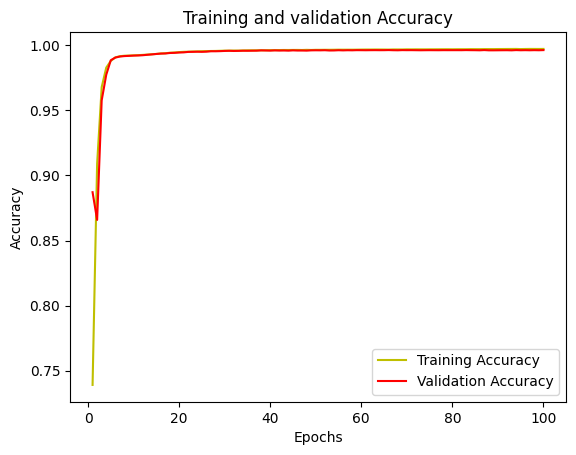 Training and validation Accuracy
1.00
0.95
0.90
0.85
0.80
0.75
Accuracy
0
20
40
60
80
100
Epochs
Training Accuracy
Validation Accuracy